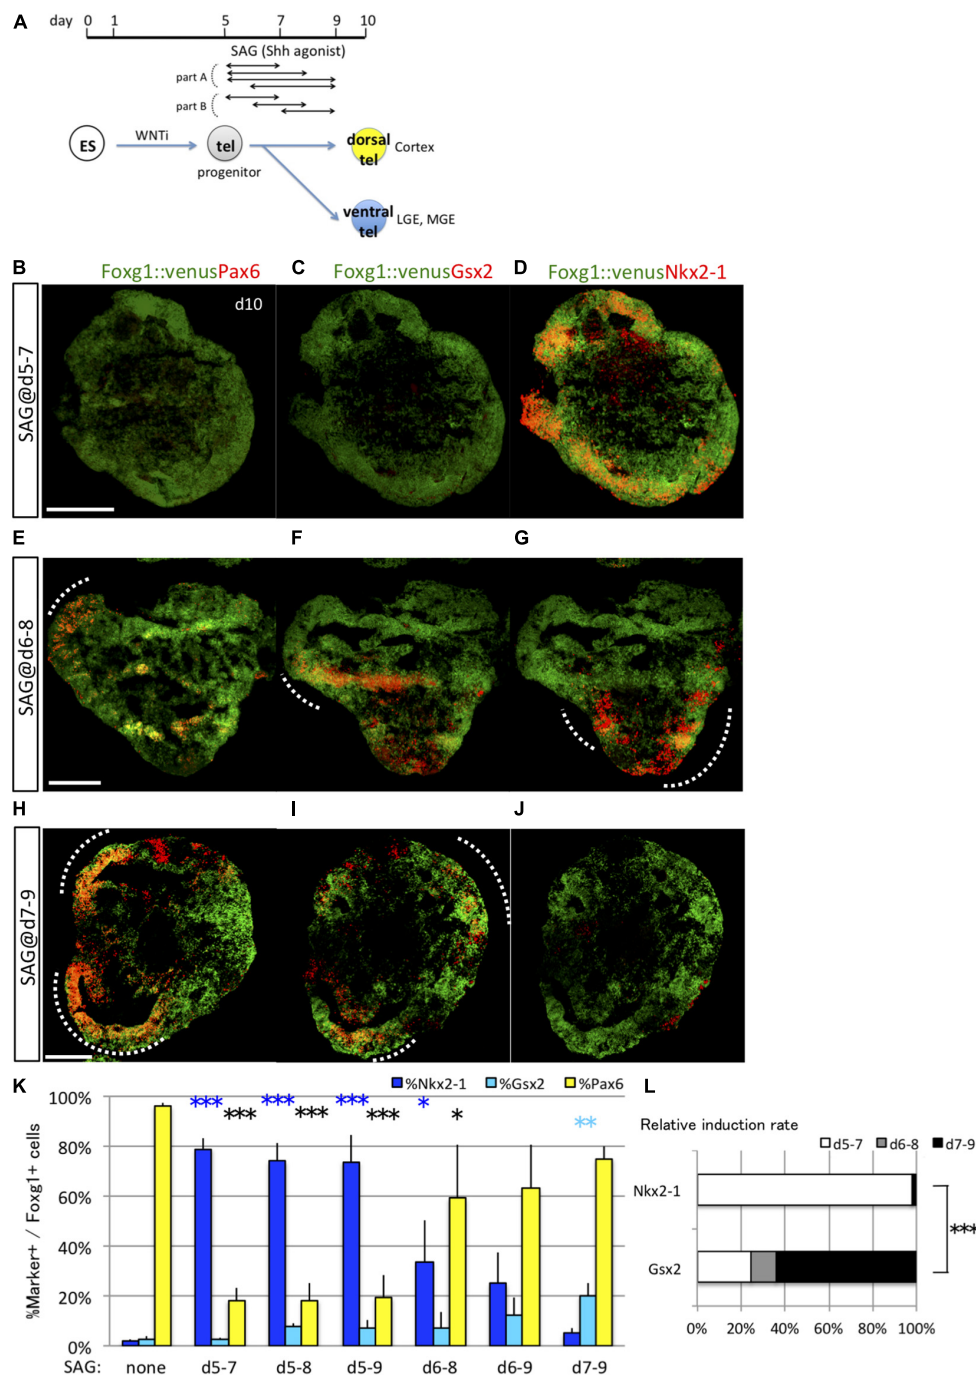 A
day 0 1 5 7 9 10
SAG (Shh agonist)
part A
part B
ES
WNTi
tel
progenitor
dorsal
tel
Cortex
ventral
tel
LGE, MGE
B Foxg1::venusPax6
C Foxg1::venusGsx2
D Foxg1::venusNkx2-1
SAG@d5-7
d10
E
F
G
SAG@d6-8
H
I
J
SAG@d7-9
K
%Nkx2-1 %Gsx2 %Pax6
%Marker+ / Foxg1+ cells
100%
80%
60%
40%
20%
0%
*** *** *** *** *** *** * * **
SAG: none d5-7 d5-8 d5-9 d6-8 d6-9 d7-9
L
Relative induction rate
d5-7 d6-8 d7-9
Nkx2-1
Gsx2
***
0% 20% 40% 60% 80% 100%